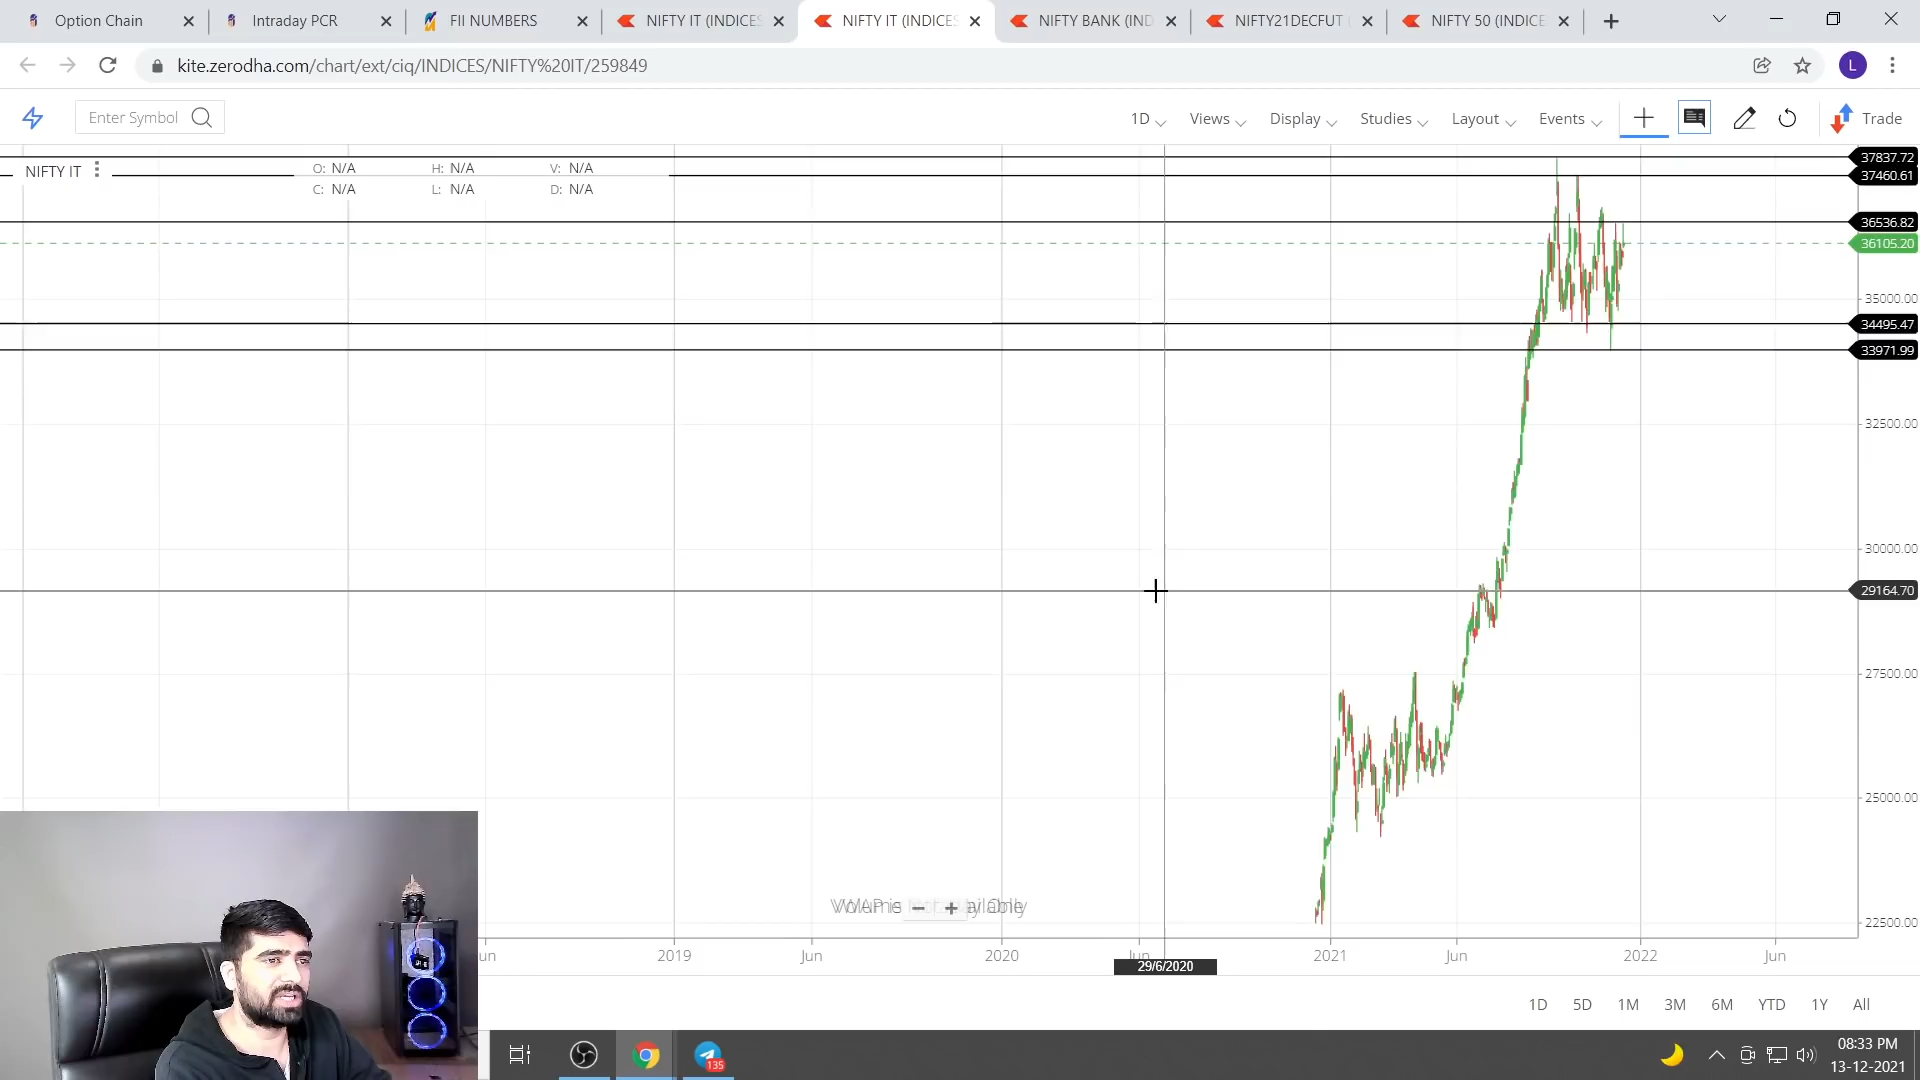 Option Chain
Intraday PCR
FII NUMBERS
NIFTY IT (INDICES
NIFTY IT (INDICES
NIFTY BANK (IND
NIFTY21DECFUT
NIFTY 50 (INDICE
kite.zerodha.com/chart/ext/ciq/INDICES/NIFTY%20IT/259849
L
Enter Symbol
1D Views Display Studies Layout Events Trade
NIFTY IT
O: N/A H: N/A V: N/A
C: N/A L: N/A D: N/A
37837.72
37460.61
36536.82
36105.20
35000.00
34495.47
33971.99
32500.00
30000.00
29164.70
27500.00
25000.00
22500.00
un 2019 Jun 2020 Jun 2021 Jun 2022 Jun
29/6/2020
1D 5D 1M 3M 6M YTD 1Y All
135
08:33 PM
13-12-2021